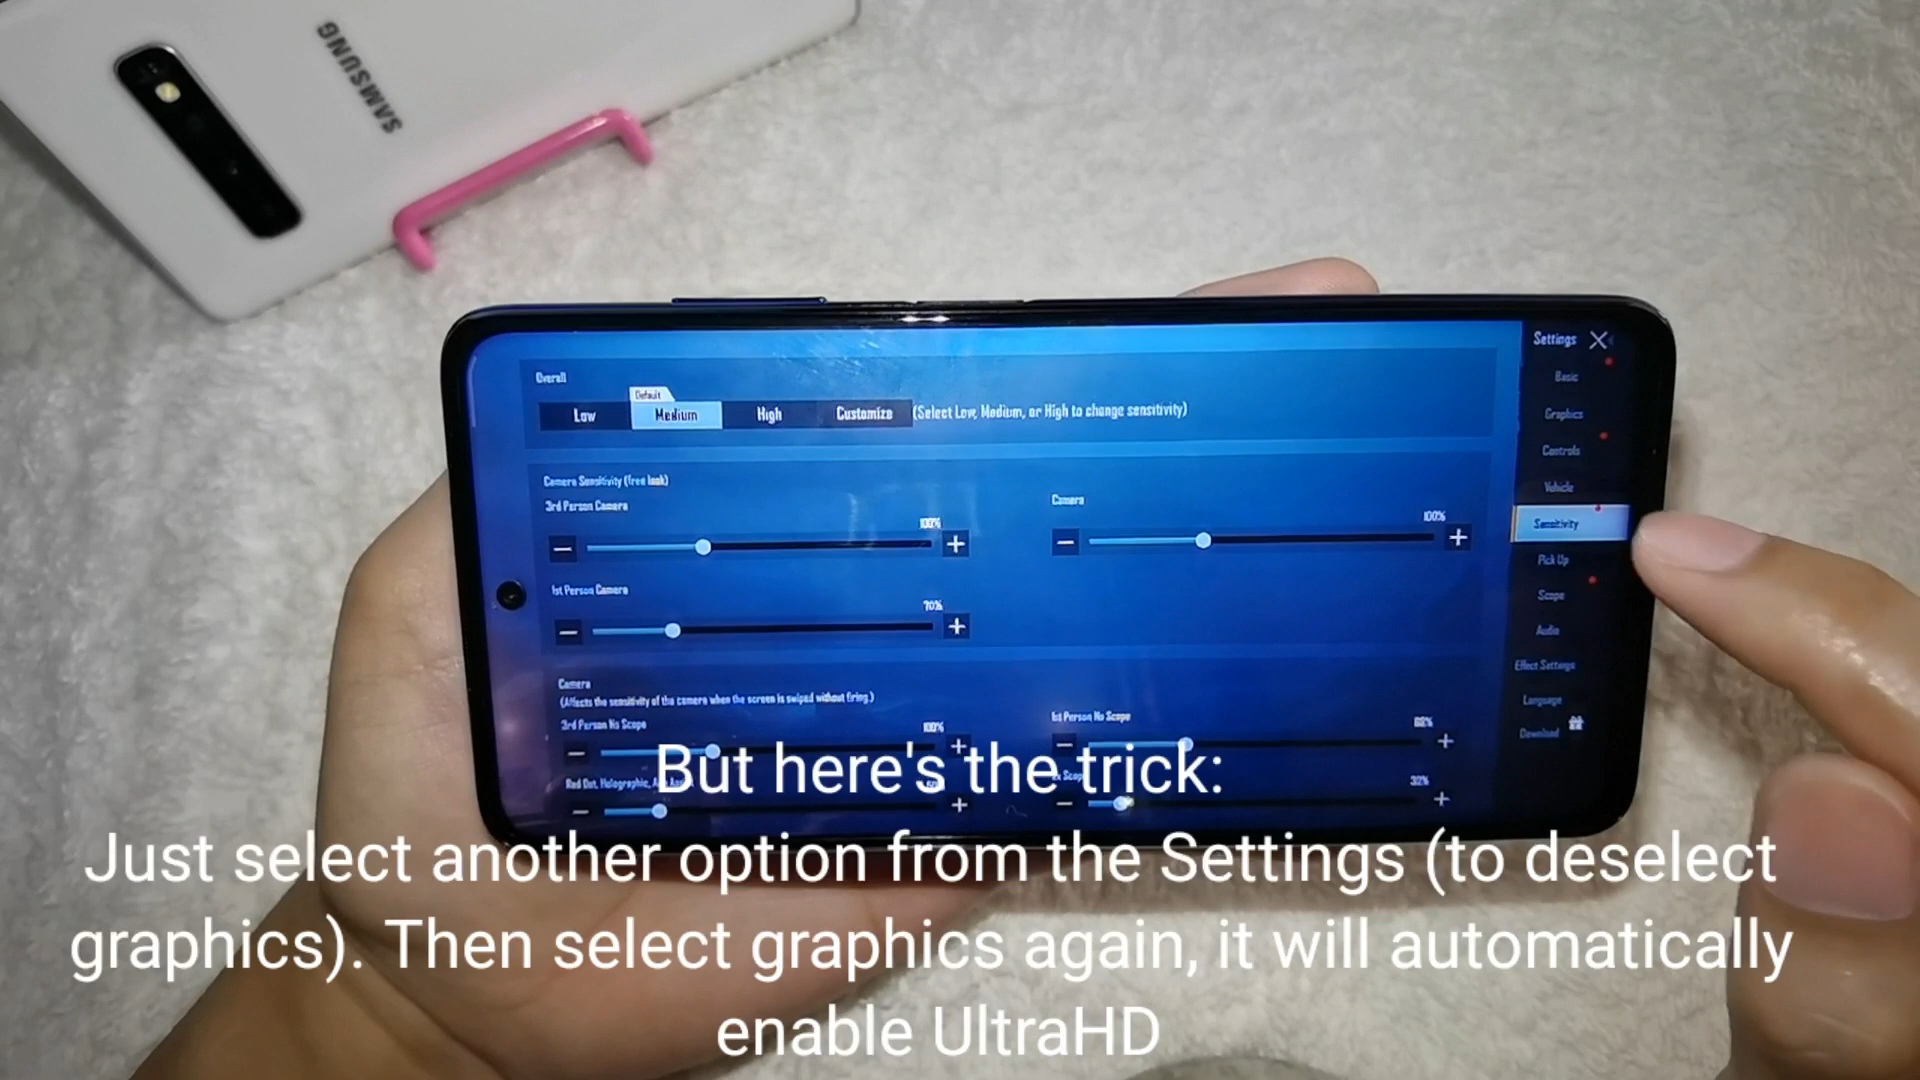 SAMSUNG
Settings
Overall
Default
Low
Medium
High
Customize
(Select Low, Medium, or High to change sensitivity)
Camera Sensitivity (free look)
3rd Person Camera
100%
Camera
100%
1st Person Camera
70%
Camera
(Affects the sensitivity of the camera when the screen is swiped without firing.)
3rd Person No Scope
100%
1st Person No Scope
Red Dot, Holographic,
Scope
32%
Basic
Graphics
Controls
Vehicle
Sensitivity
Pick Up
Scope
Audio
Effect Settings
Language
Download
But here's the trick:
Just select another option from the Settings (to deselect
graphics). Then select graphics again, it will automatically
enable UltraHD